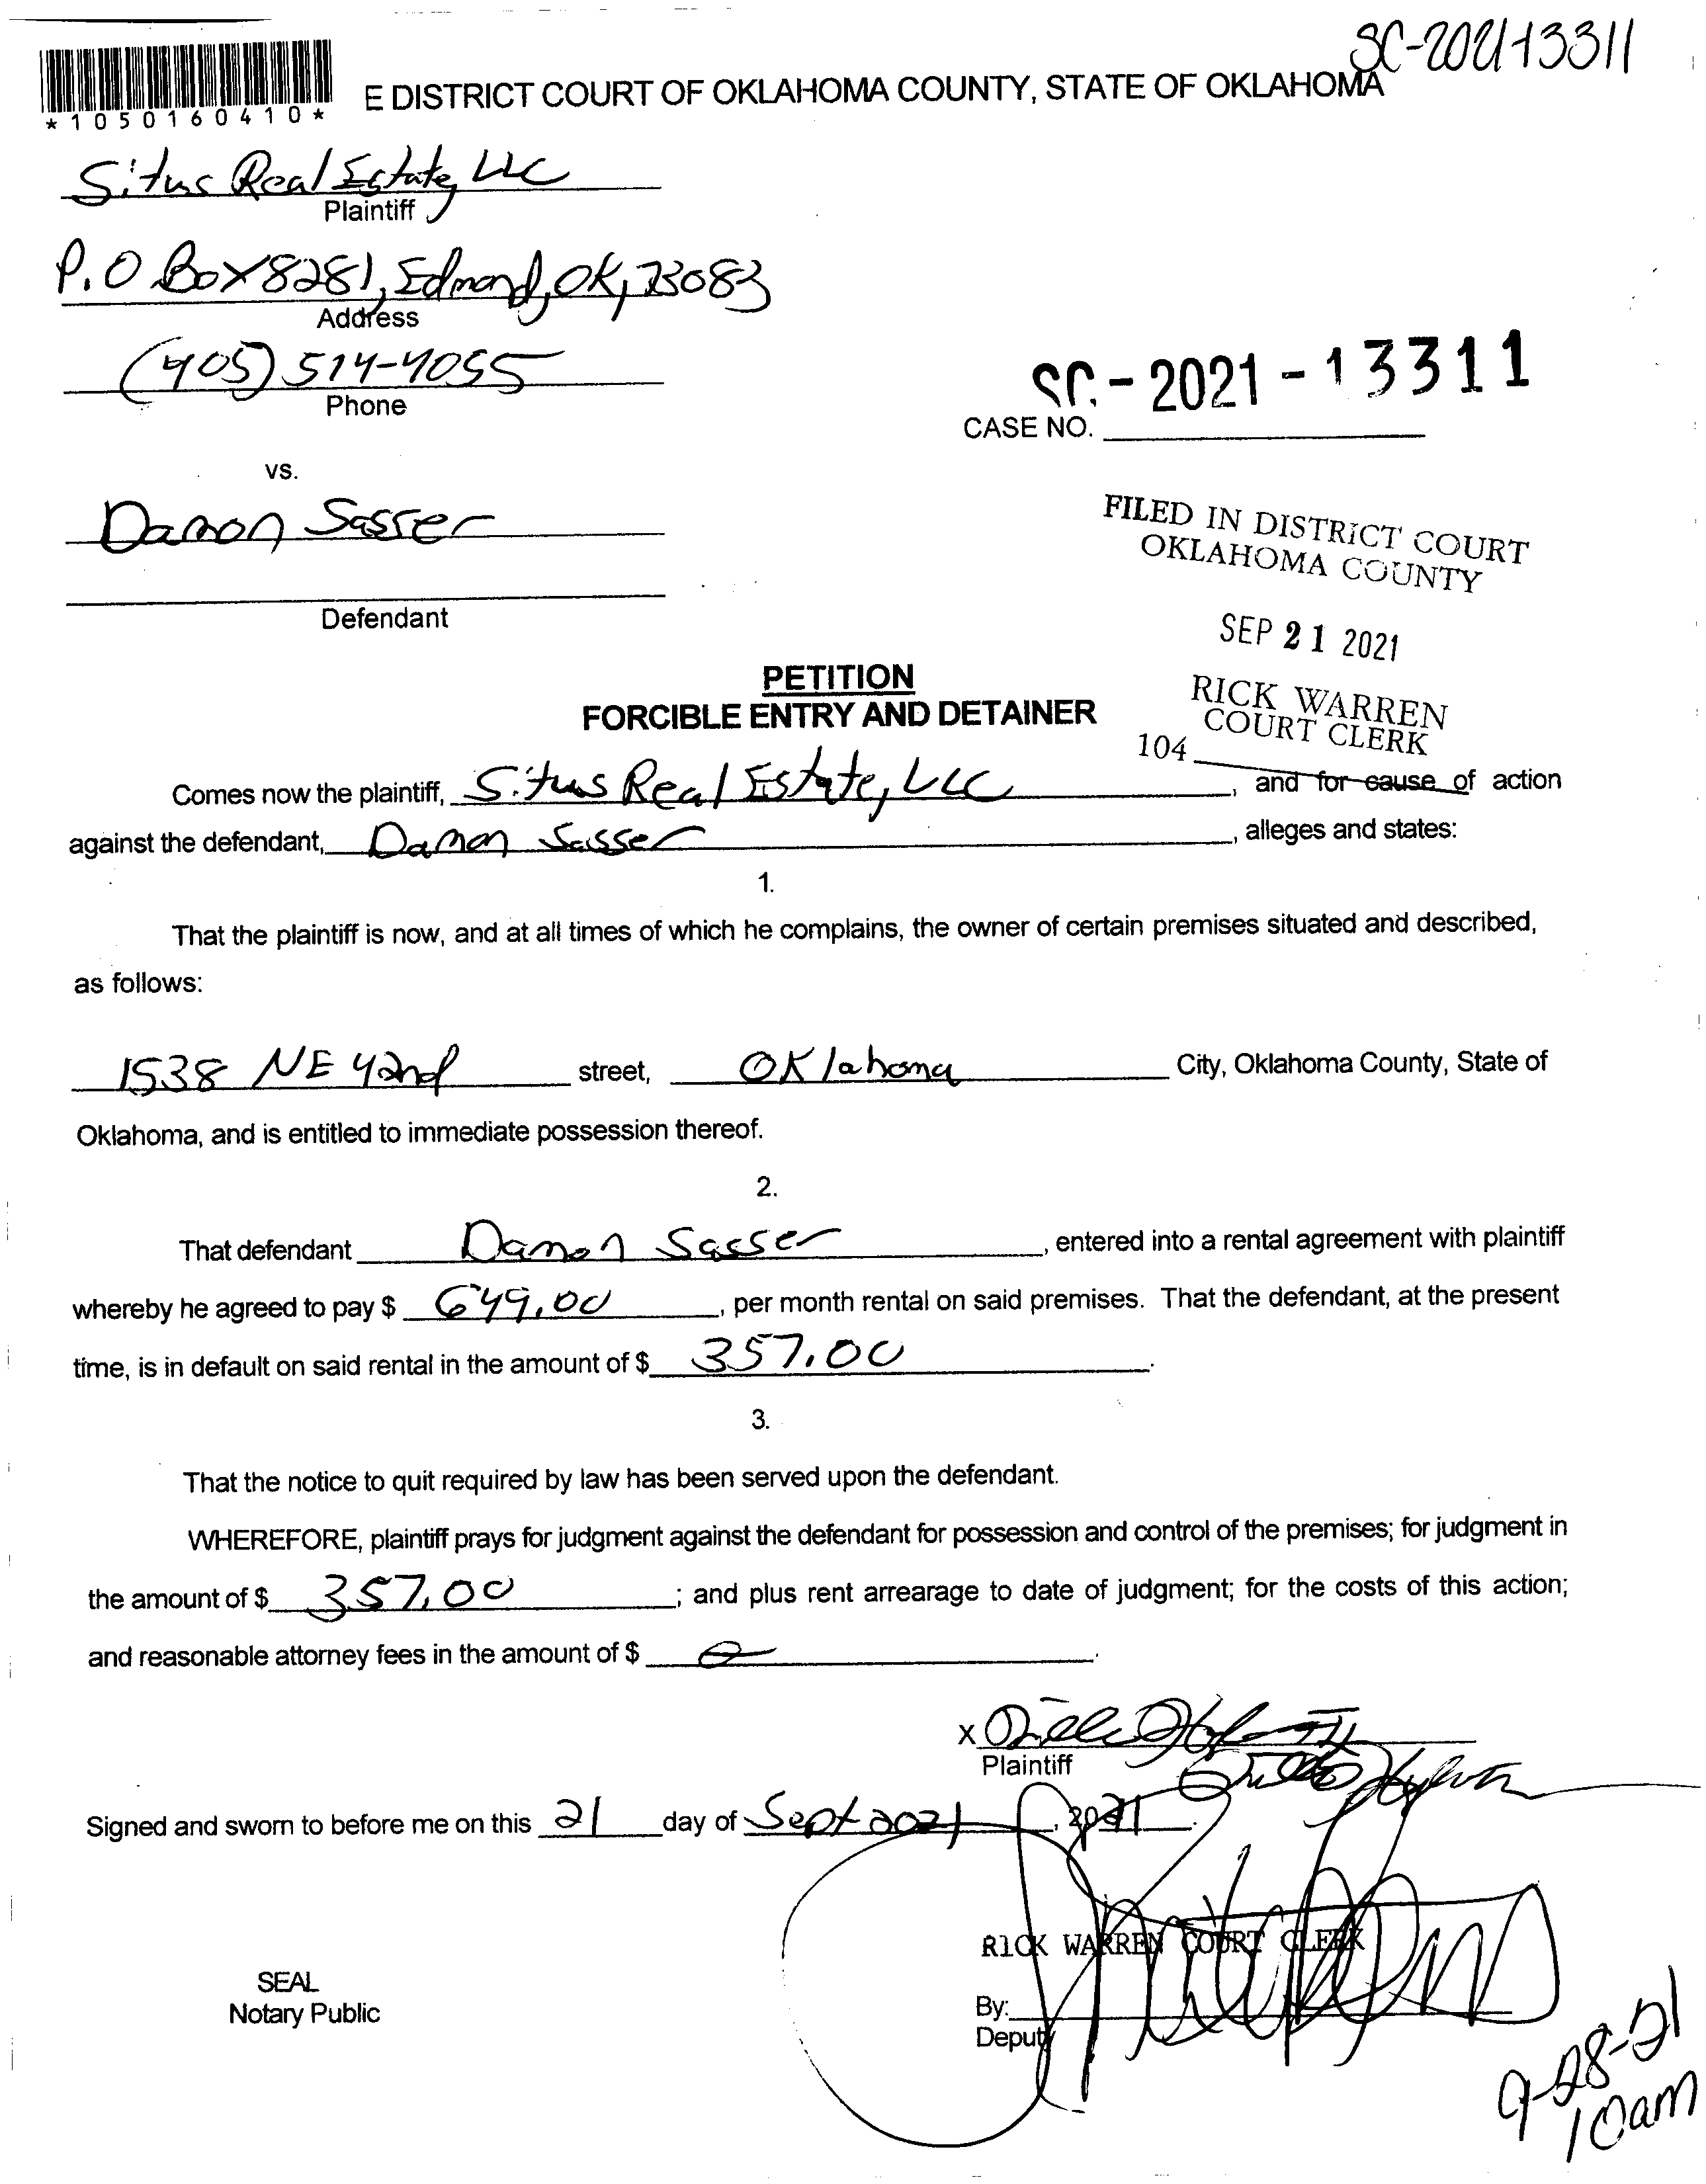 SC-2021-13311
*1050160410*
E DISTRICT COURT OF OKLAHOMA COUNTY, STATE OF OKLAHOMA
Situs Real Estate, LLC
Plaintiff
P.O Box 8281, Edmond, OK, 73083
Address
(405) 514-4055
Phone
SC-2021-13311
CASE NO.
vs.
Damon Sasser
Defendant
FILED IN DISTRICT COURT
OKLAHOMA COUNTY
SEP 21 2021
RICK WARREN
COURT CLERK
104
PETITION
FORCIBLE ENTRY AND DETAINER
Comes now the plaintiff, Situs Real Estate, LLC, and for cause of action
against the defendant, Damon Sasser, alleges and states:
1.
That the plaintiff is now, and at all times of which he complains, the owner of certain premises situated and described,
as follows:
1538 NE 42nd street, Oklahoma City, Oklahoma County, State of
Oklahoma, and is entitled to immediate possession thereof.
2.
That defendant Damon Sasser, entered into a rental agreement with plaintiff
whereby he agreed to pay $ 649.00, per month rental on said premises. That the defendant, at the present
time, is in default on said rental in the amount of $ 357.00.
3.
That the notice to quit required by law has been served upon the defendant.
WHEREFORE, plaintiff prays for judgment against the defendant for possession and control of the premises; for judgment in
the amount of $ 357.00; and plus rent arrearage to date of judgment; for the costs of this action;
and reasonable attorney fees in the amount of $ 0.
X
Plaintiff
Signed and sworn to before me on this 21 day of Sept 2021, 2021.
RICK WARREN COURT CLERK
SEAL
Notary Public
By:
Deputy
9-28-21
10am